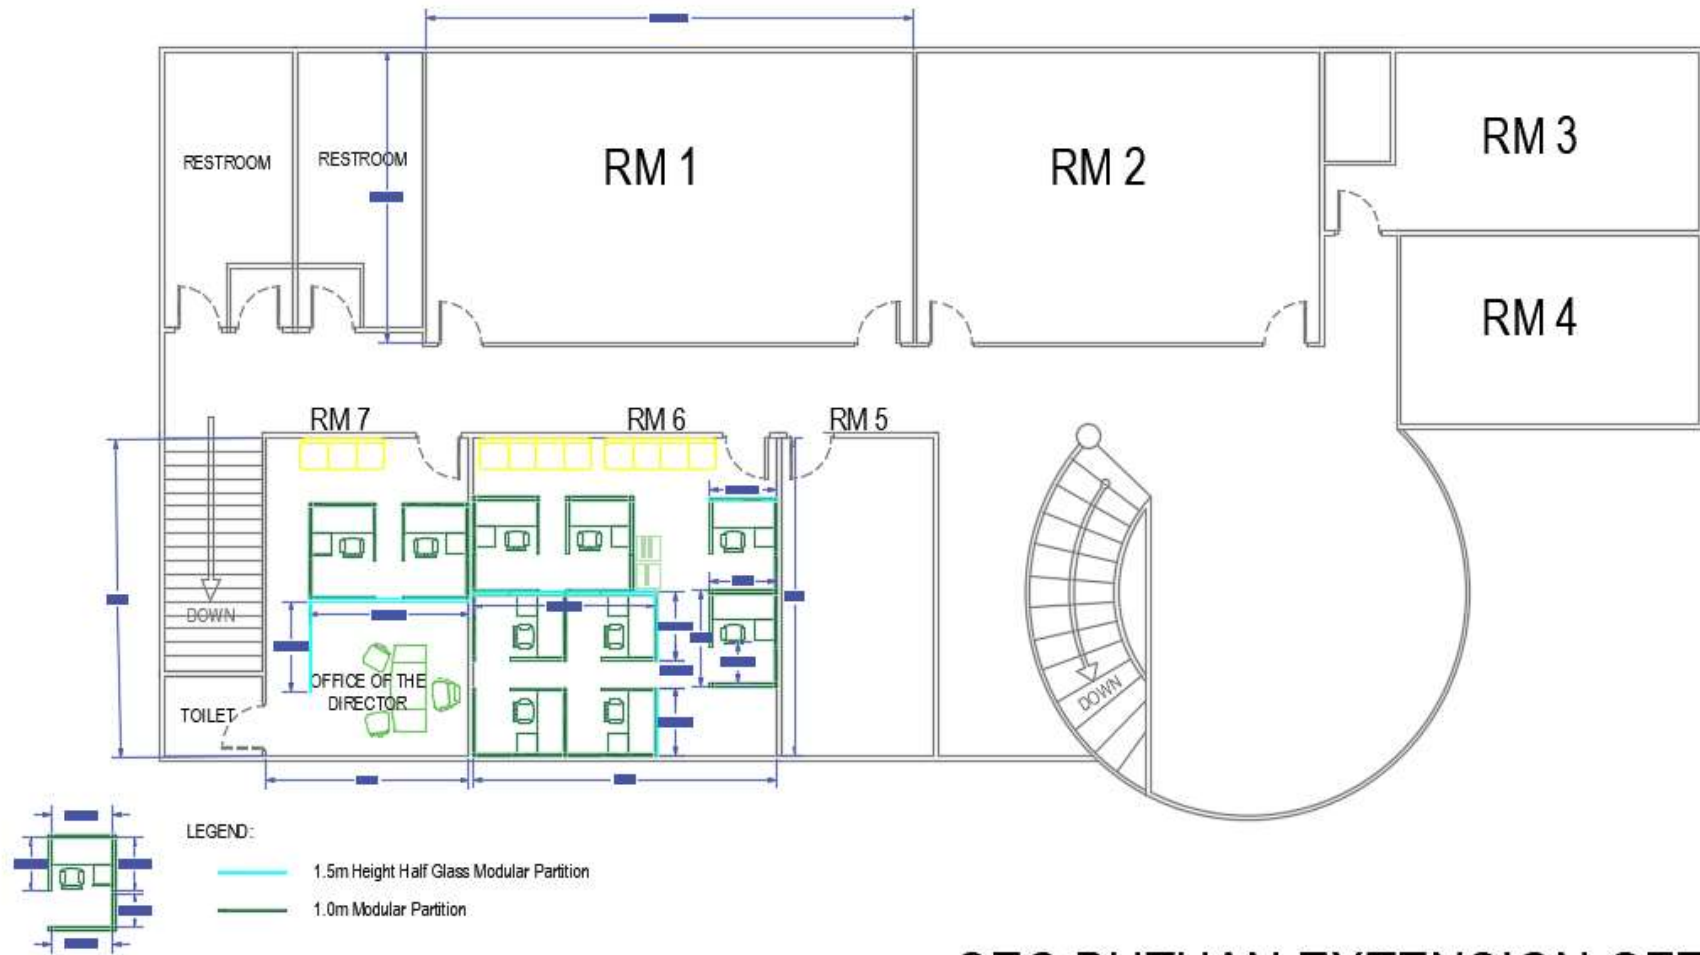 RM 1
RM 2
RM 3
RESTROOM
RESTROOM
RM 4
RM 7
RM 6
RM 5
DOWN
OFFICE OF THE
DIRECTOR
TOILET
DOWN
LEGEND:
1.5m Height Half Glass Modular Partition
1.0m Modular Partition